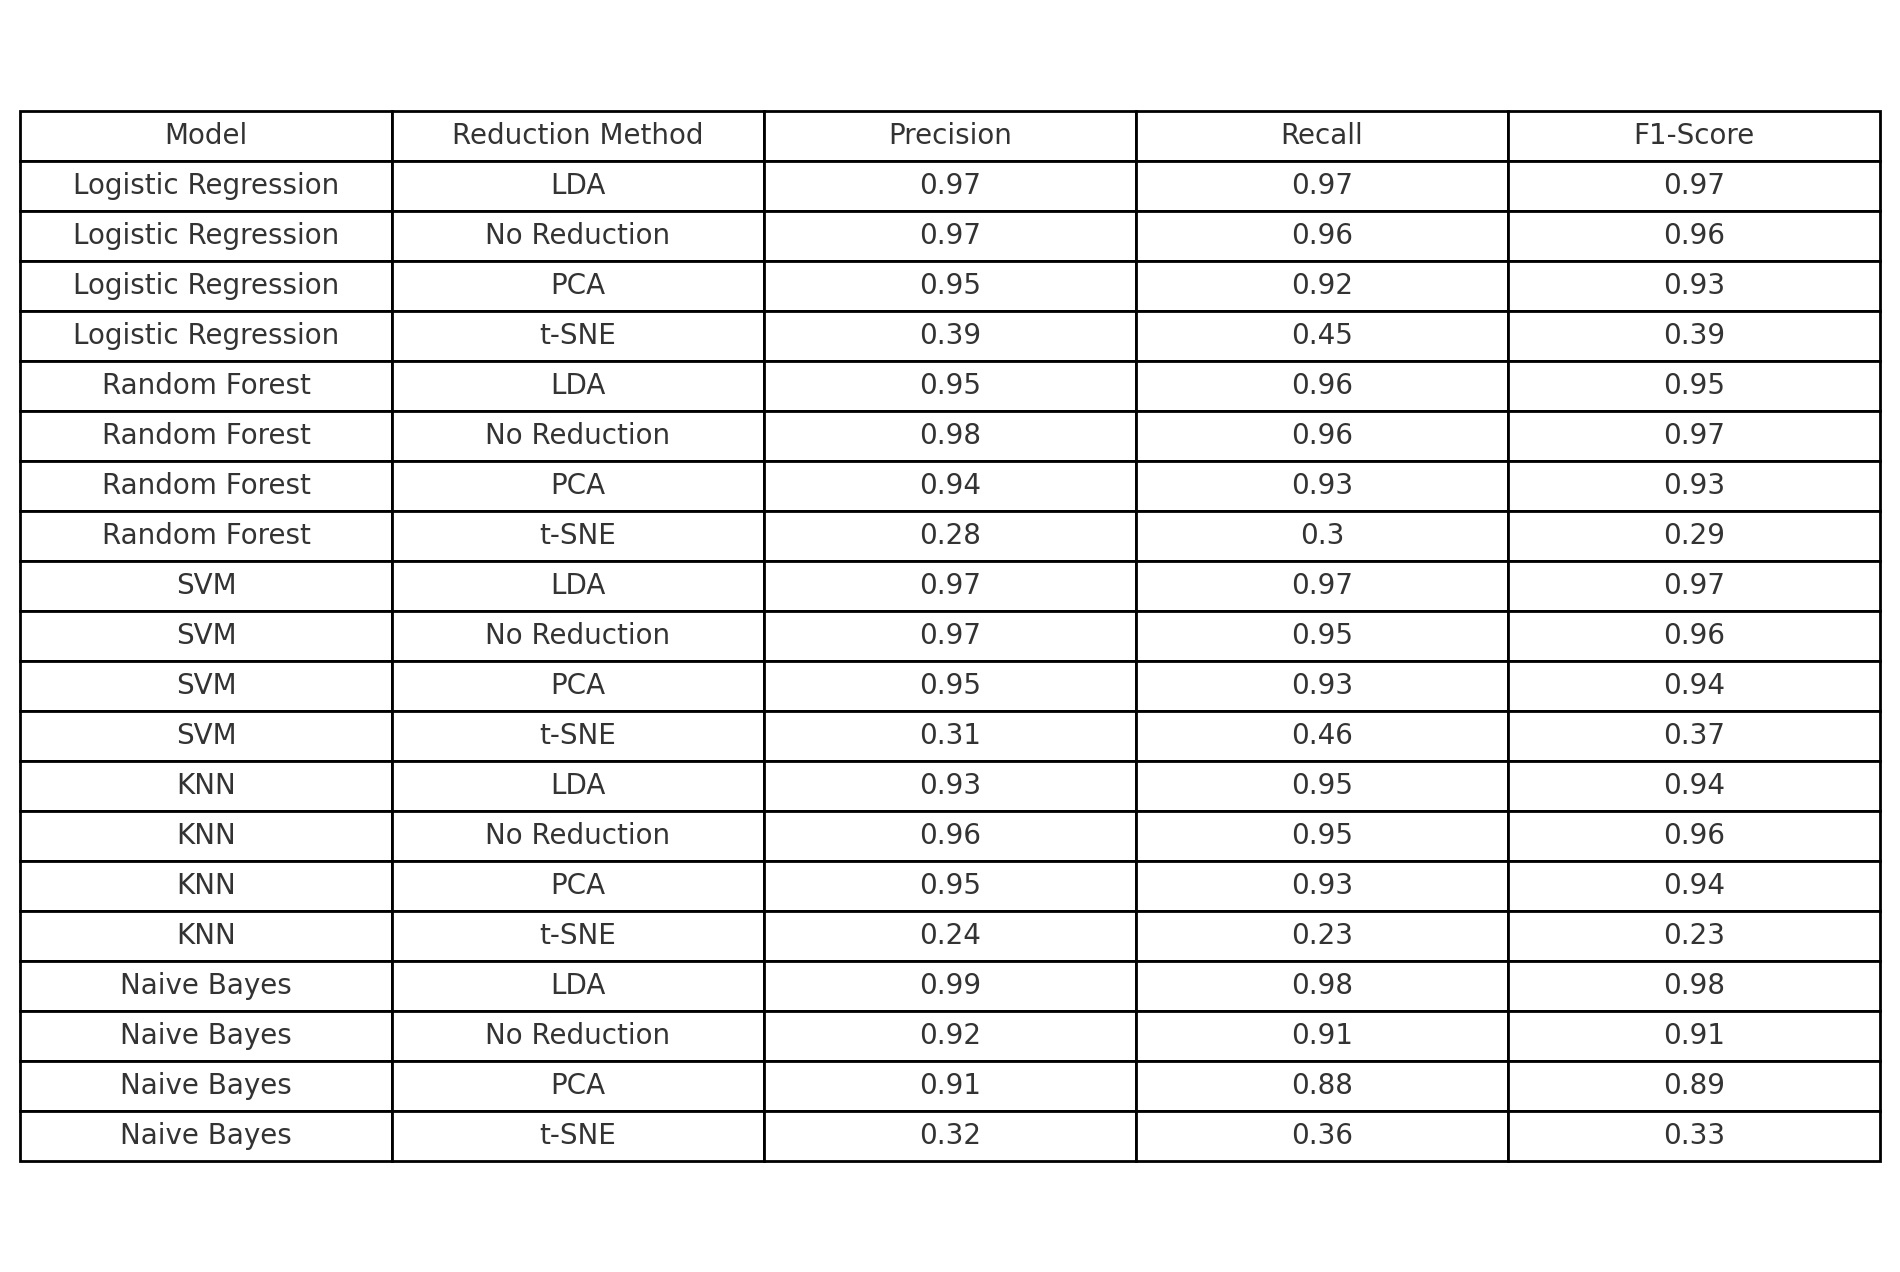 Model Reduction Method Precision Recall F1-Score
Logistic Regression LDA 0.97 0.97 0.97
Logistic Regression No Reduction 0.97 0.96 0.96
Logistic Regression PCA 0.95 0.92 0.93
Logistic Regression t-SNE 0.39 0.45 0.39
Random Forest LDA 0.95 0.96 0.95
Random Forest No Reduction 0.98 0.96 0.97
Random Forest PCA 0.94 0.93 0.93
Random Forest t-SNE 0.28 0.3 0.29
SVM LDA 0.97 0.97 0.97
SVM No Reduction 0.97 0.95 0.96
SVM PCA 0.95 0.93 0.94
SVM t-SNE 0.31 0.46 0.37
KNN LDA 0.93 0.95 0.94
KNN No Reduction 0.96 0.95 0.96
KNN PCA 0.95 0.93 0.94
KNN t-SNE 0.24 0.23 0.23
Naive Bayes LDA 0.99 0.98 0.98
Naive Bayes No Reduction 0.92 0.91 0.91
Naive Bayes PCA 0.91 0.88 0.89
Naive Bayes t-SNE 0.32 0.36 0.33